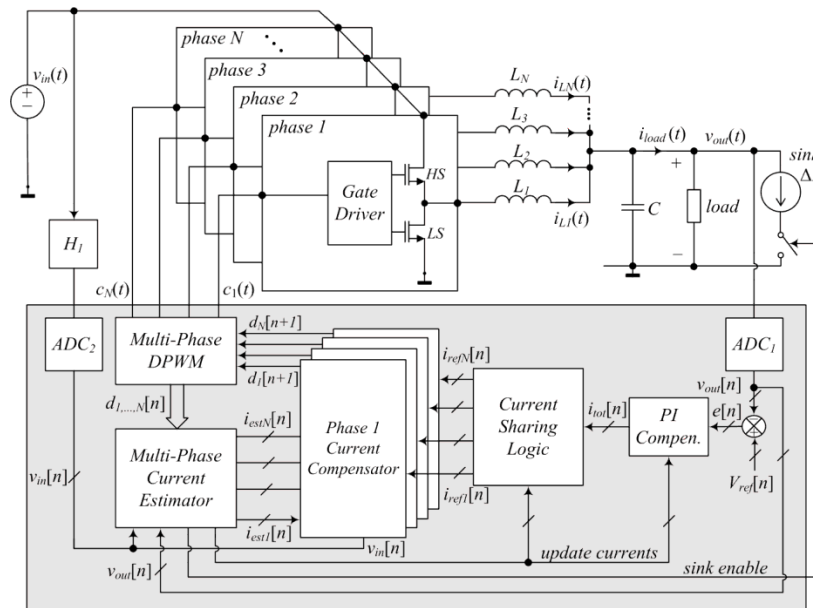 phase N
phase 3
phase 2
phase 1
v_in(t)
L_N
i_LN(t)
L_3
L_2
L_1
i_L1(t)
i_load(t)
v_out(t)
HS
LS
Gate
Driver
+
–
C
load
H_1
c_N(t)
c_1(t)
ADC_2
Multi-Phase
DPWM
d_N[n+1]
d_1[n+1]
d_1,...,N[n]
i_refN[n]
ADC_1
v_out[n]
i_estN[n]
Phase 1
Current
Compensator
Current
Sharing
Logic
i_tot[n]
PI
Compen.
e[n]
Multi-Phase
Current
Estimator
v_in[n]
i_ref1[n]
V_ref[n]
i_est1[n]
v_in[n]
v_out[n]
update currents
sink enable